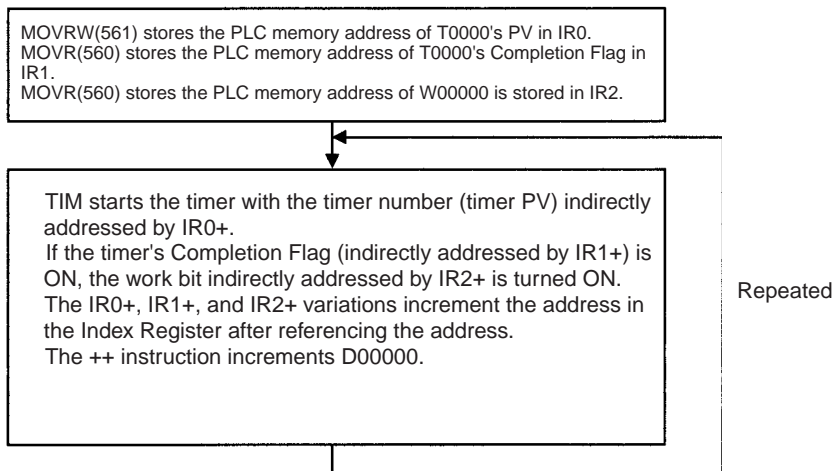 MOVRW(561) stores the PLC memory address of T0000's PV in IR0.
MOVR(560) stores the PLC memory address of T0000's Completion Flag in
IR1.
MOVR(560) stores the PLC memory address of W00000 is stored in IR2.
TIM starts the timer with the timer number (timer PV) indirectly
addressed by IR0+.
If the timer's Completion Flag (indirectly addressed by IR1+) is
ON, the work bit indirectly addressed by IR2+ is turned ON.
The IR0+, IR1+, and IR2+ variations increment the address in
the Index Register after referencing the address.
The ++ instruction increments D00000.
Repeated